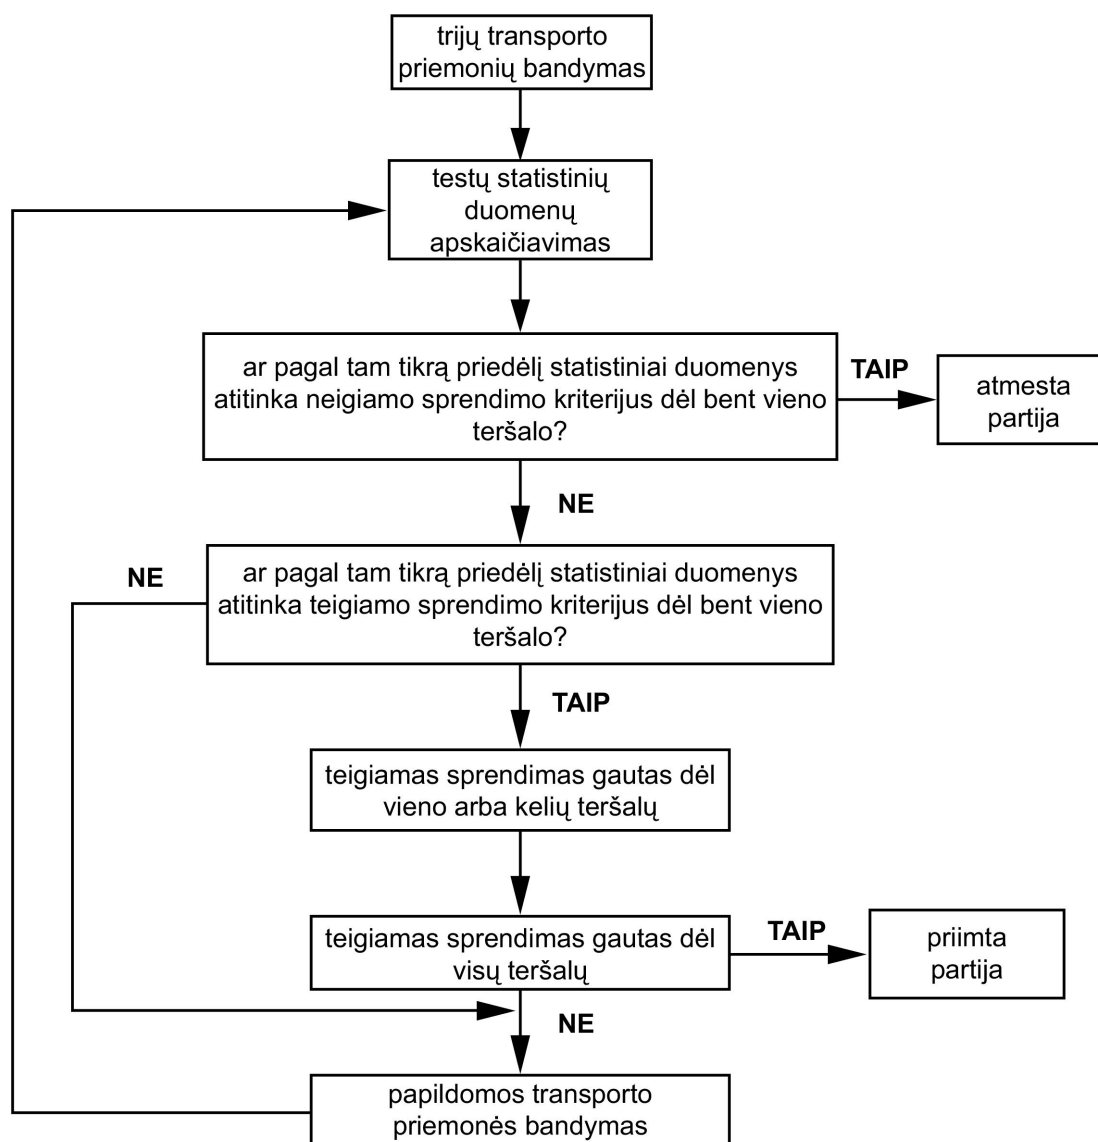 trijų transporto
priemonių bandymas
testų statistinių
duomenų
apskaičiavimas
ar pagal tam tikrą priedėlį statistiniai duomenys
atitinka neigiamo sprendimo kriterijus dėl bent vieno
teršalo?
TAIP
atmesta
partija
NE
NE
ar pagal tam tikrą priedėlį statistiniai duomenys
atitinka teigiamo sprendimo kriterijus dėl bent vieno
teršalo?
TAIP
teigiamas sprendimas gautas dėl
vieno arba kelių teršalų
teigiamas sprendimas gautas dėl
visų teršalų
TAIP
priimta
partija
NE
papildomos transporto
priemonės bandymas